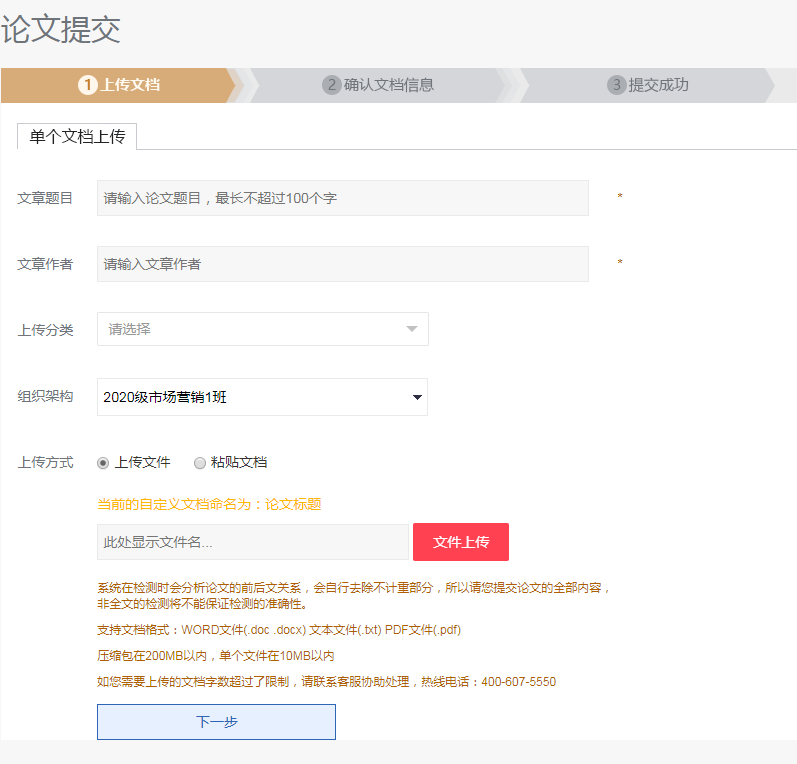 论文提交
1 上传文档
2 确认文档信息
3 提交成功
单个文档上传
文章题目 请输入论文题目，最长不超过100个字 *
文章作者 请输入文章作者 *
上传分类 请选择
组织架构 2020级市场营销1班
上传方式 上传文件 粘贴文档
当前的自定义文档命名为：论文标题
此处显示文件名... 文件上传
系统在检测时会分析论文的前后文关系，会自行去除不计重部分，所以请您提交论文的全部内容，
非全文的检测将不能保证检测的准确性。
支持文档格式：WORD文件(.doc .docx) 文本文件(.txt) PDF文件(.pdf)
压缩包在200MB以内，单个文件在10MB以内
如您需要上传的文档字数超过了限制，请联系客服协助处理，热线电话：400-607-5550
下一步